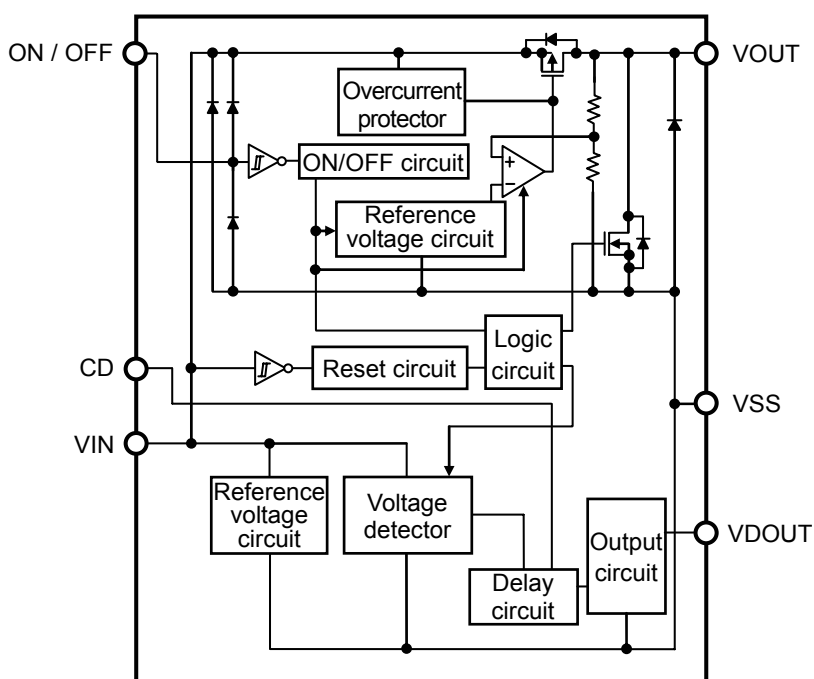 ON / OFF
VOUT
Overcurrent
protector
ON/OFF circuit
+
−
Reference
voltage circuit
Logic
circuit
CD
Reset circuit
VSS
VIN
Reference
voltage
circuit
Voltage
detector
Output
circuit
VDOUT
Delay
circuit